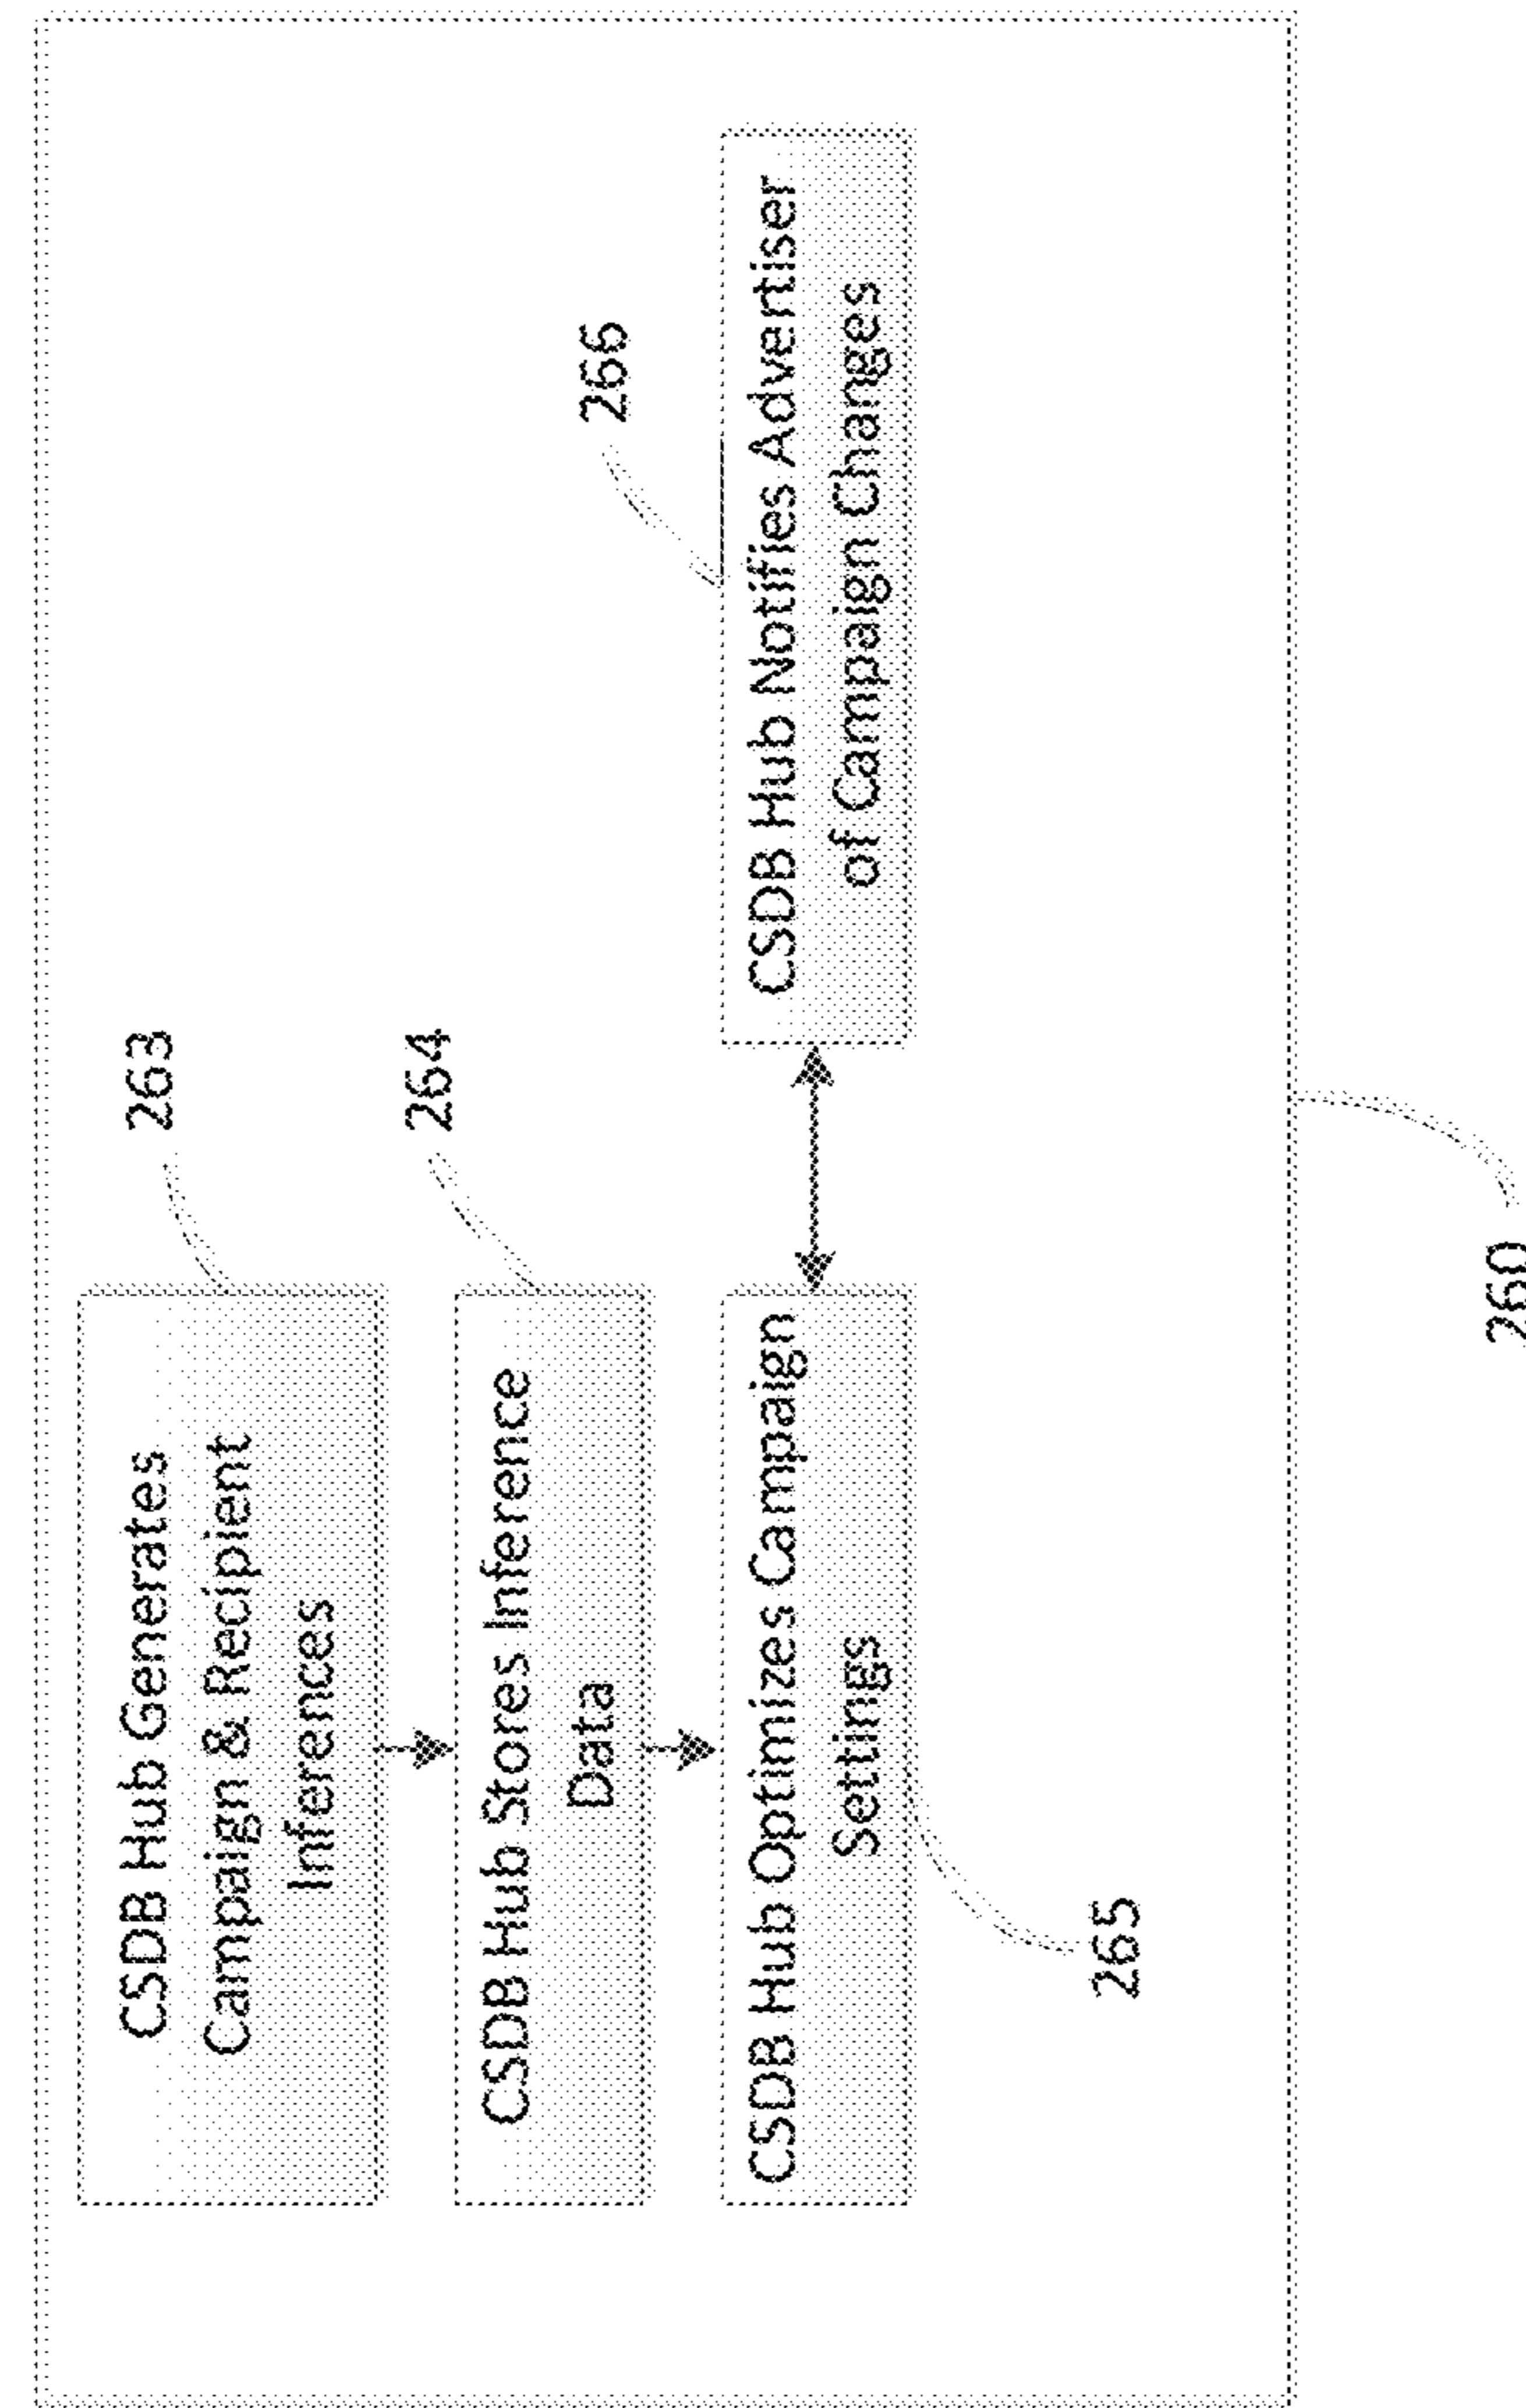 CSDB Hub Generates
Campaign & Recipient
Inferences
263
CSDB Hub Stores Inference
Data
264
CSDB Hub Optimizes Campaign
Settings
265
CSDB Hub Notifies Advertiser
of Campaign Changes
266
260